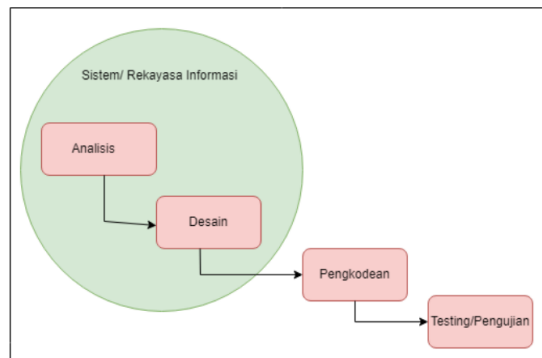 Sistem/ Rekayasa Informasi
Analisis
Desain
Pengkodean
Testing/Pengujian